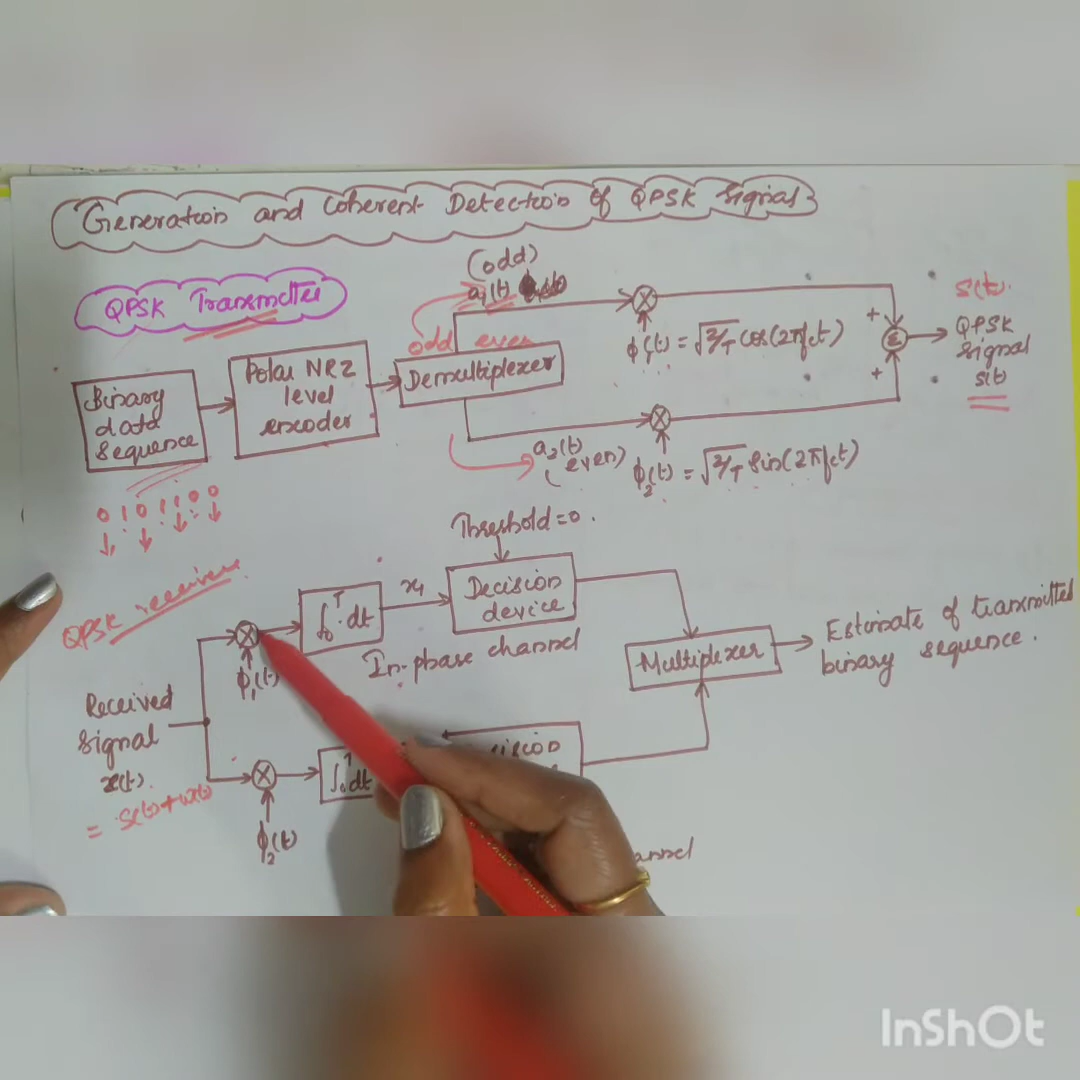 Generation and Coherent Detection of QPSK Signals
QPSK Transmitter
(odd)
a₁(t)
odd even
Binary
data
sequence
Polar NRZ
level
encoder
Demultiplexer
ϕ₁(t) = √2/T cos(2πfct)
+
Σ
+
s(t).
QPSK
signal
s(t)
a₂(t)
(even)
ϕ₂(t) = √2/T sin(2πfct)
0 1 0 1 1 0 0
QPSK receiver
Threshold=0.
∫₀ᵀ · dt
x₁
Decision
device
In-phase channel
ϕ₁(t)
Multiplexer
Estimate of transmitted
binary sequence.
Received
signal
x(t).
= s(t)+w(t)
∫₀ᵀ dt
ϕ₂(t)
InShOt